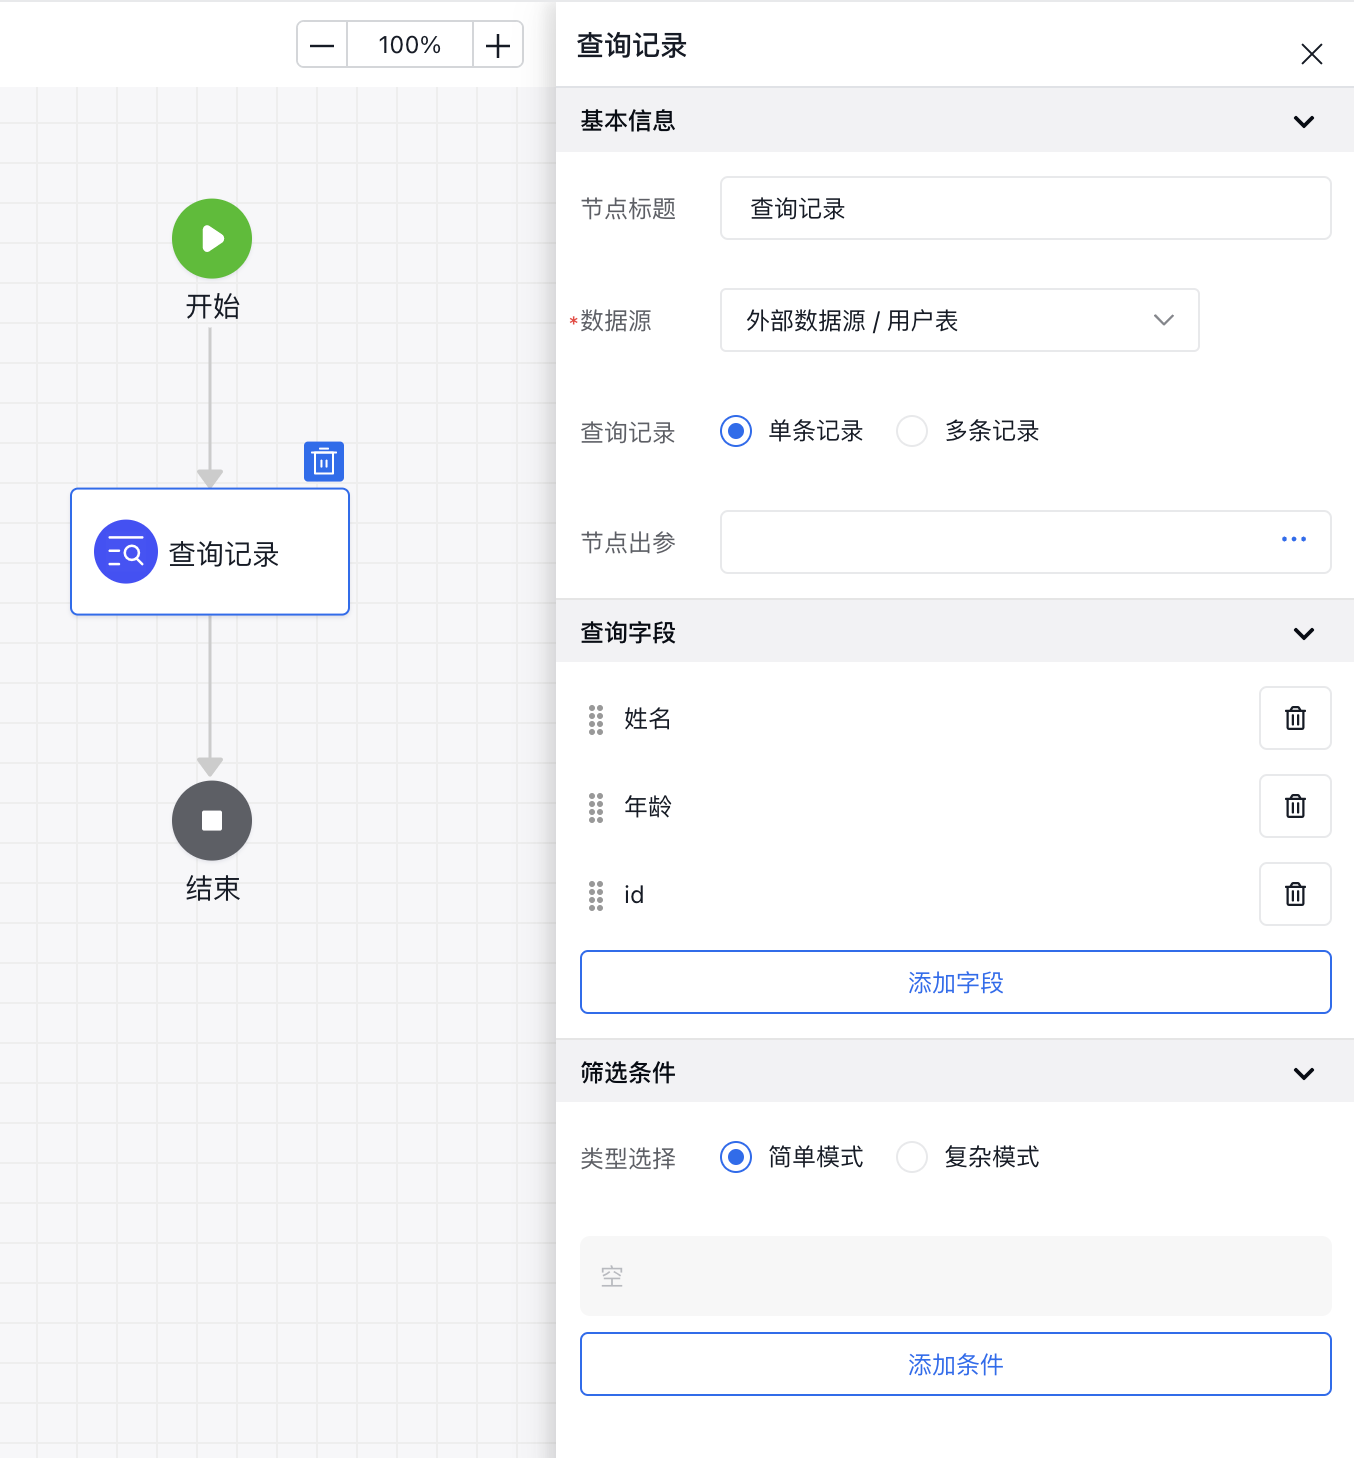 100%
开始
查询记录
结束
查询记录
基本信息
节点标题 查询记录
*数据源 外部数据源 / 用户表
查询记录 单条记录 多条记录
节点出参 ...
查询字段
姓名
年龄
id
添加字段
筛选条件
类型选择 简单模式 复杂模式
空
添加条件